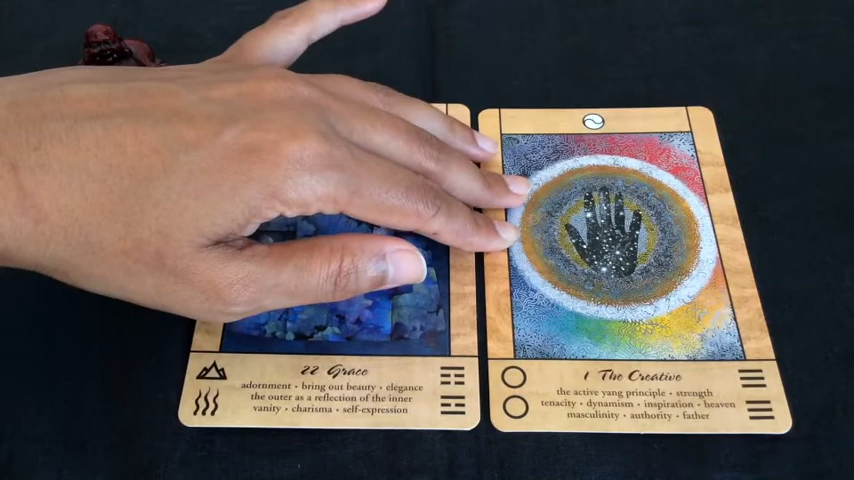 22 Grace
adornment • bring out beauty • elegance
the outer as a reflection of the inner
vanity • charisma • self-expression
1 The Creative
the active yang principle • strength
tenacity • dynamism • inspiration • heaven
masculinity • authority • father